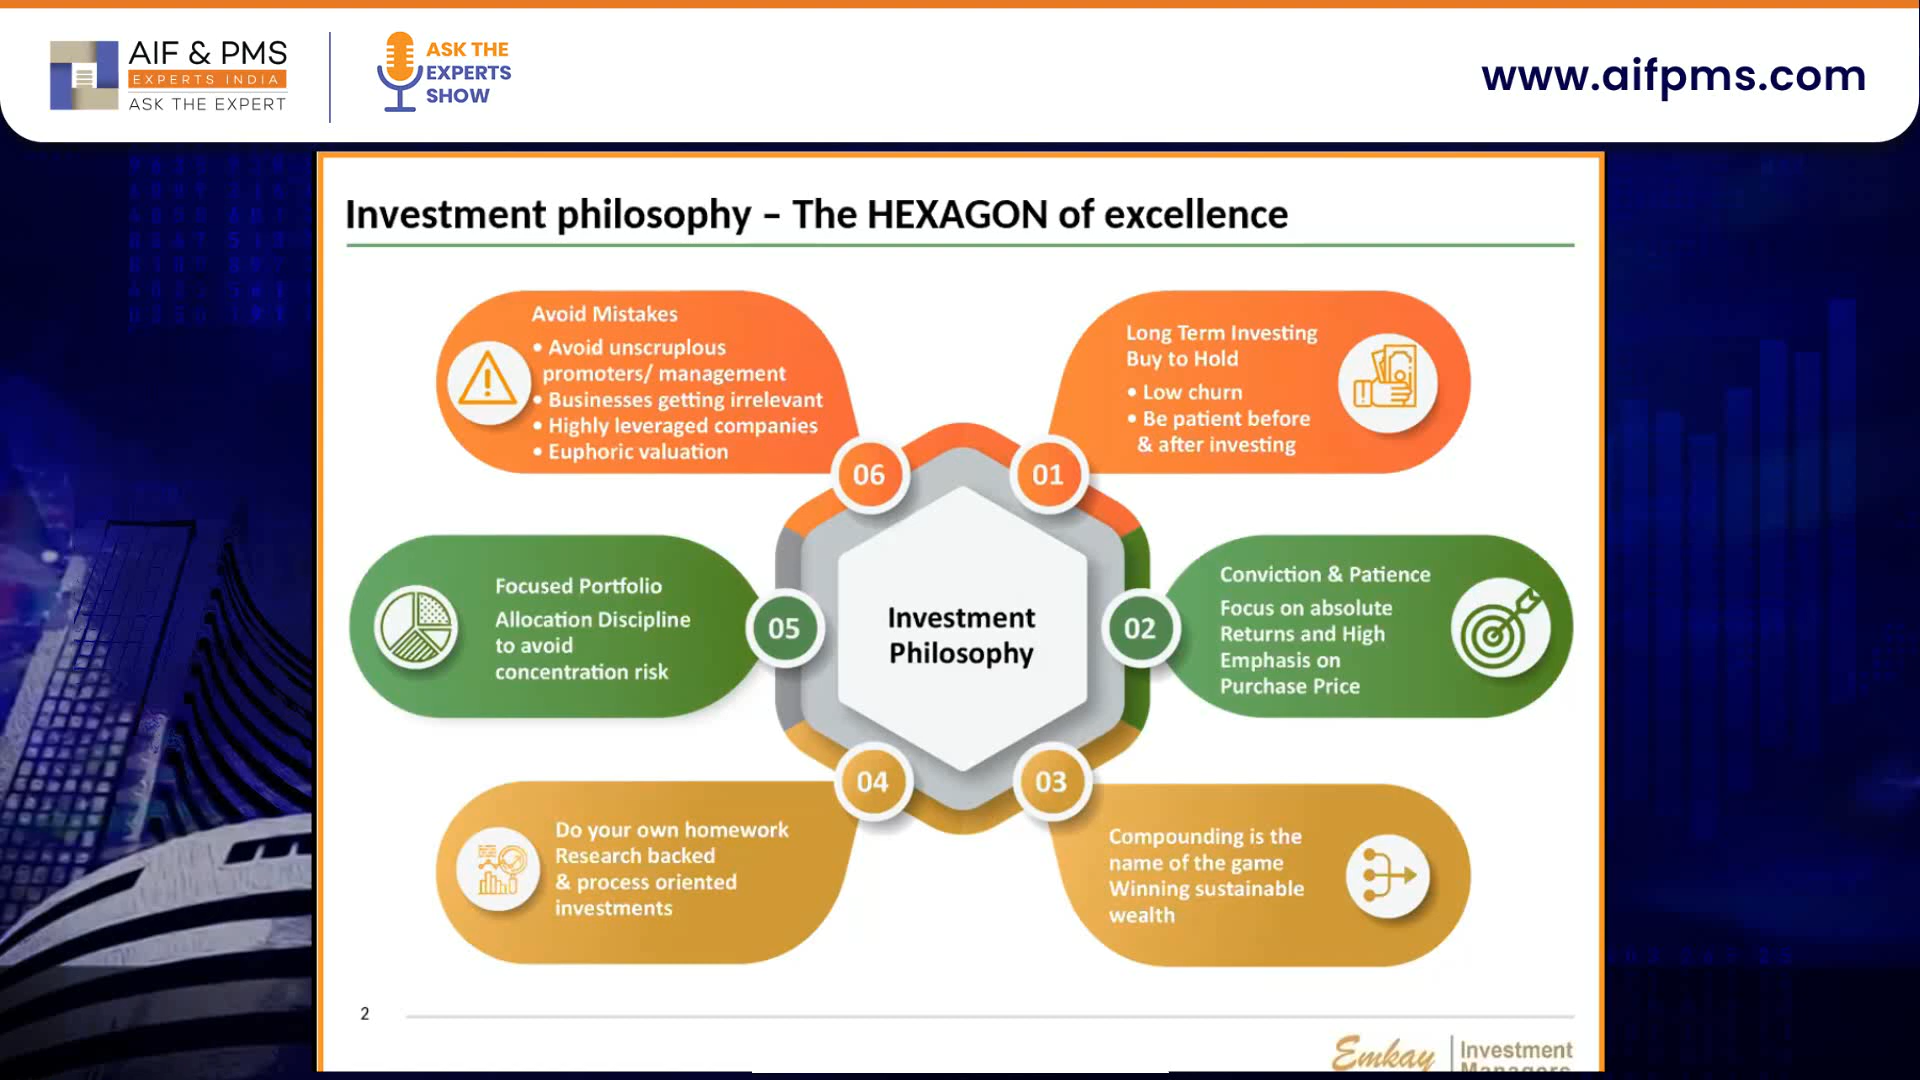 AIF & PMS
EXPERTS INDIA
ASK THE EXPERT
ASK THE
EXPERTS
SHOW
www.aifpms.com
Investment philosophy – The HEXAGON of excellence
Avoid Mistakes
• Avoid unscruplous
promoters/ management
• Businesses getting irrelevant
• Highly leveraged companies
• Euphoric valuation
06
Long Term Investing
Buy to Hold
• Low churn
• Be patient before
& after investing
01
Focused Portfolio
Allocation Discipline
to avoid
concentration risk
05
Investment
Philosophy
02
Conviction & Patience
Focus on absolute
Returns and High
Emphasis on
Purchase Price
04
Do your own homework
Research backed
& process oriented
investments
03
Compounding is the
name of the game
Winning sustainable
wealth
2
Emkay
Investment
Managers